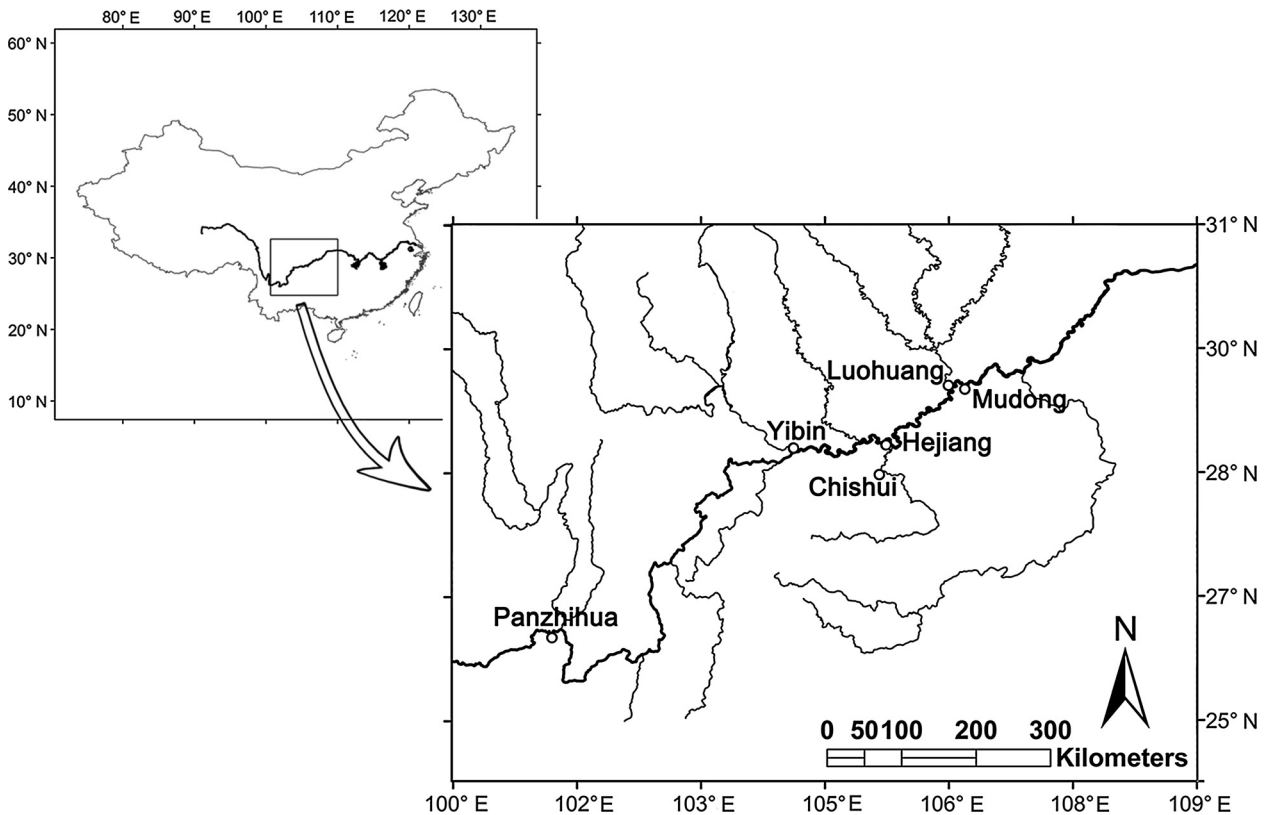 80° E 90° E 100° E 110° E 120° E 130° E
60° N
50° N
40° N
30° N
20° N
10° N
31° N
30° N
28° N
27° N
25° N
Luohuang
Mudong
Yibin
Hejiang
Chishui
Panzhihua
N
0 50 100 200 300
Kilometers
100° E 102° E 103° E 105° E 106° E 108° E 109° E